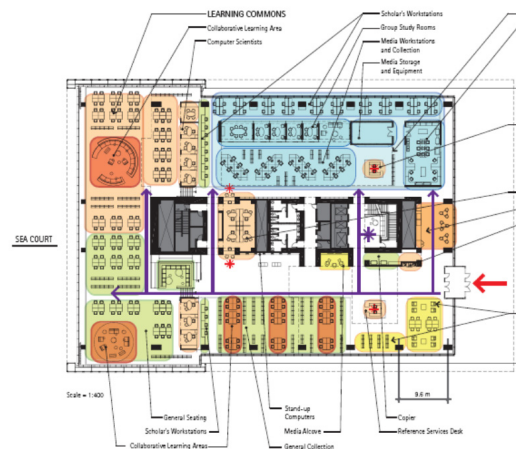 LEARNING COMMONS
Collaborative Learning Area
Computer Scientists
Scholar's Workstations
Group Study Rooms
Media Workstations
and Collection
Media Storage
and Equipment
SEA COURT
Scale = 1:400
9.6 m
General Seating
Scholar's Workstations
Collaborative Learning Areas
Stand-up
Computers
Media Alcove
General Collection
Copier
Reference Services Desk